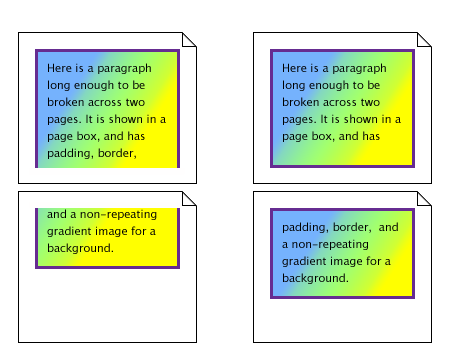 Here is a paragraph
long enough to be
broken across two
pages. It is shown in a
page box, and has
padding, border,
and a non-repeating
gradient image for a
background.
Here is a paragraph
long enough to be
broken across two
pages. It is shown in a
page box, and has
padding, border, and
a non-repeating
gradient image for a
background.